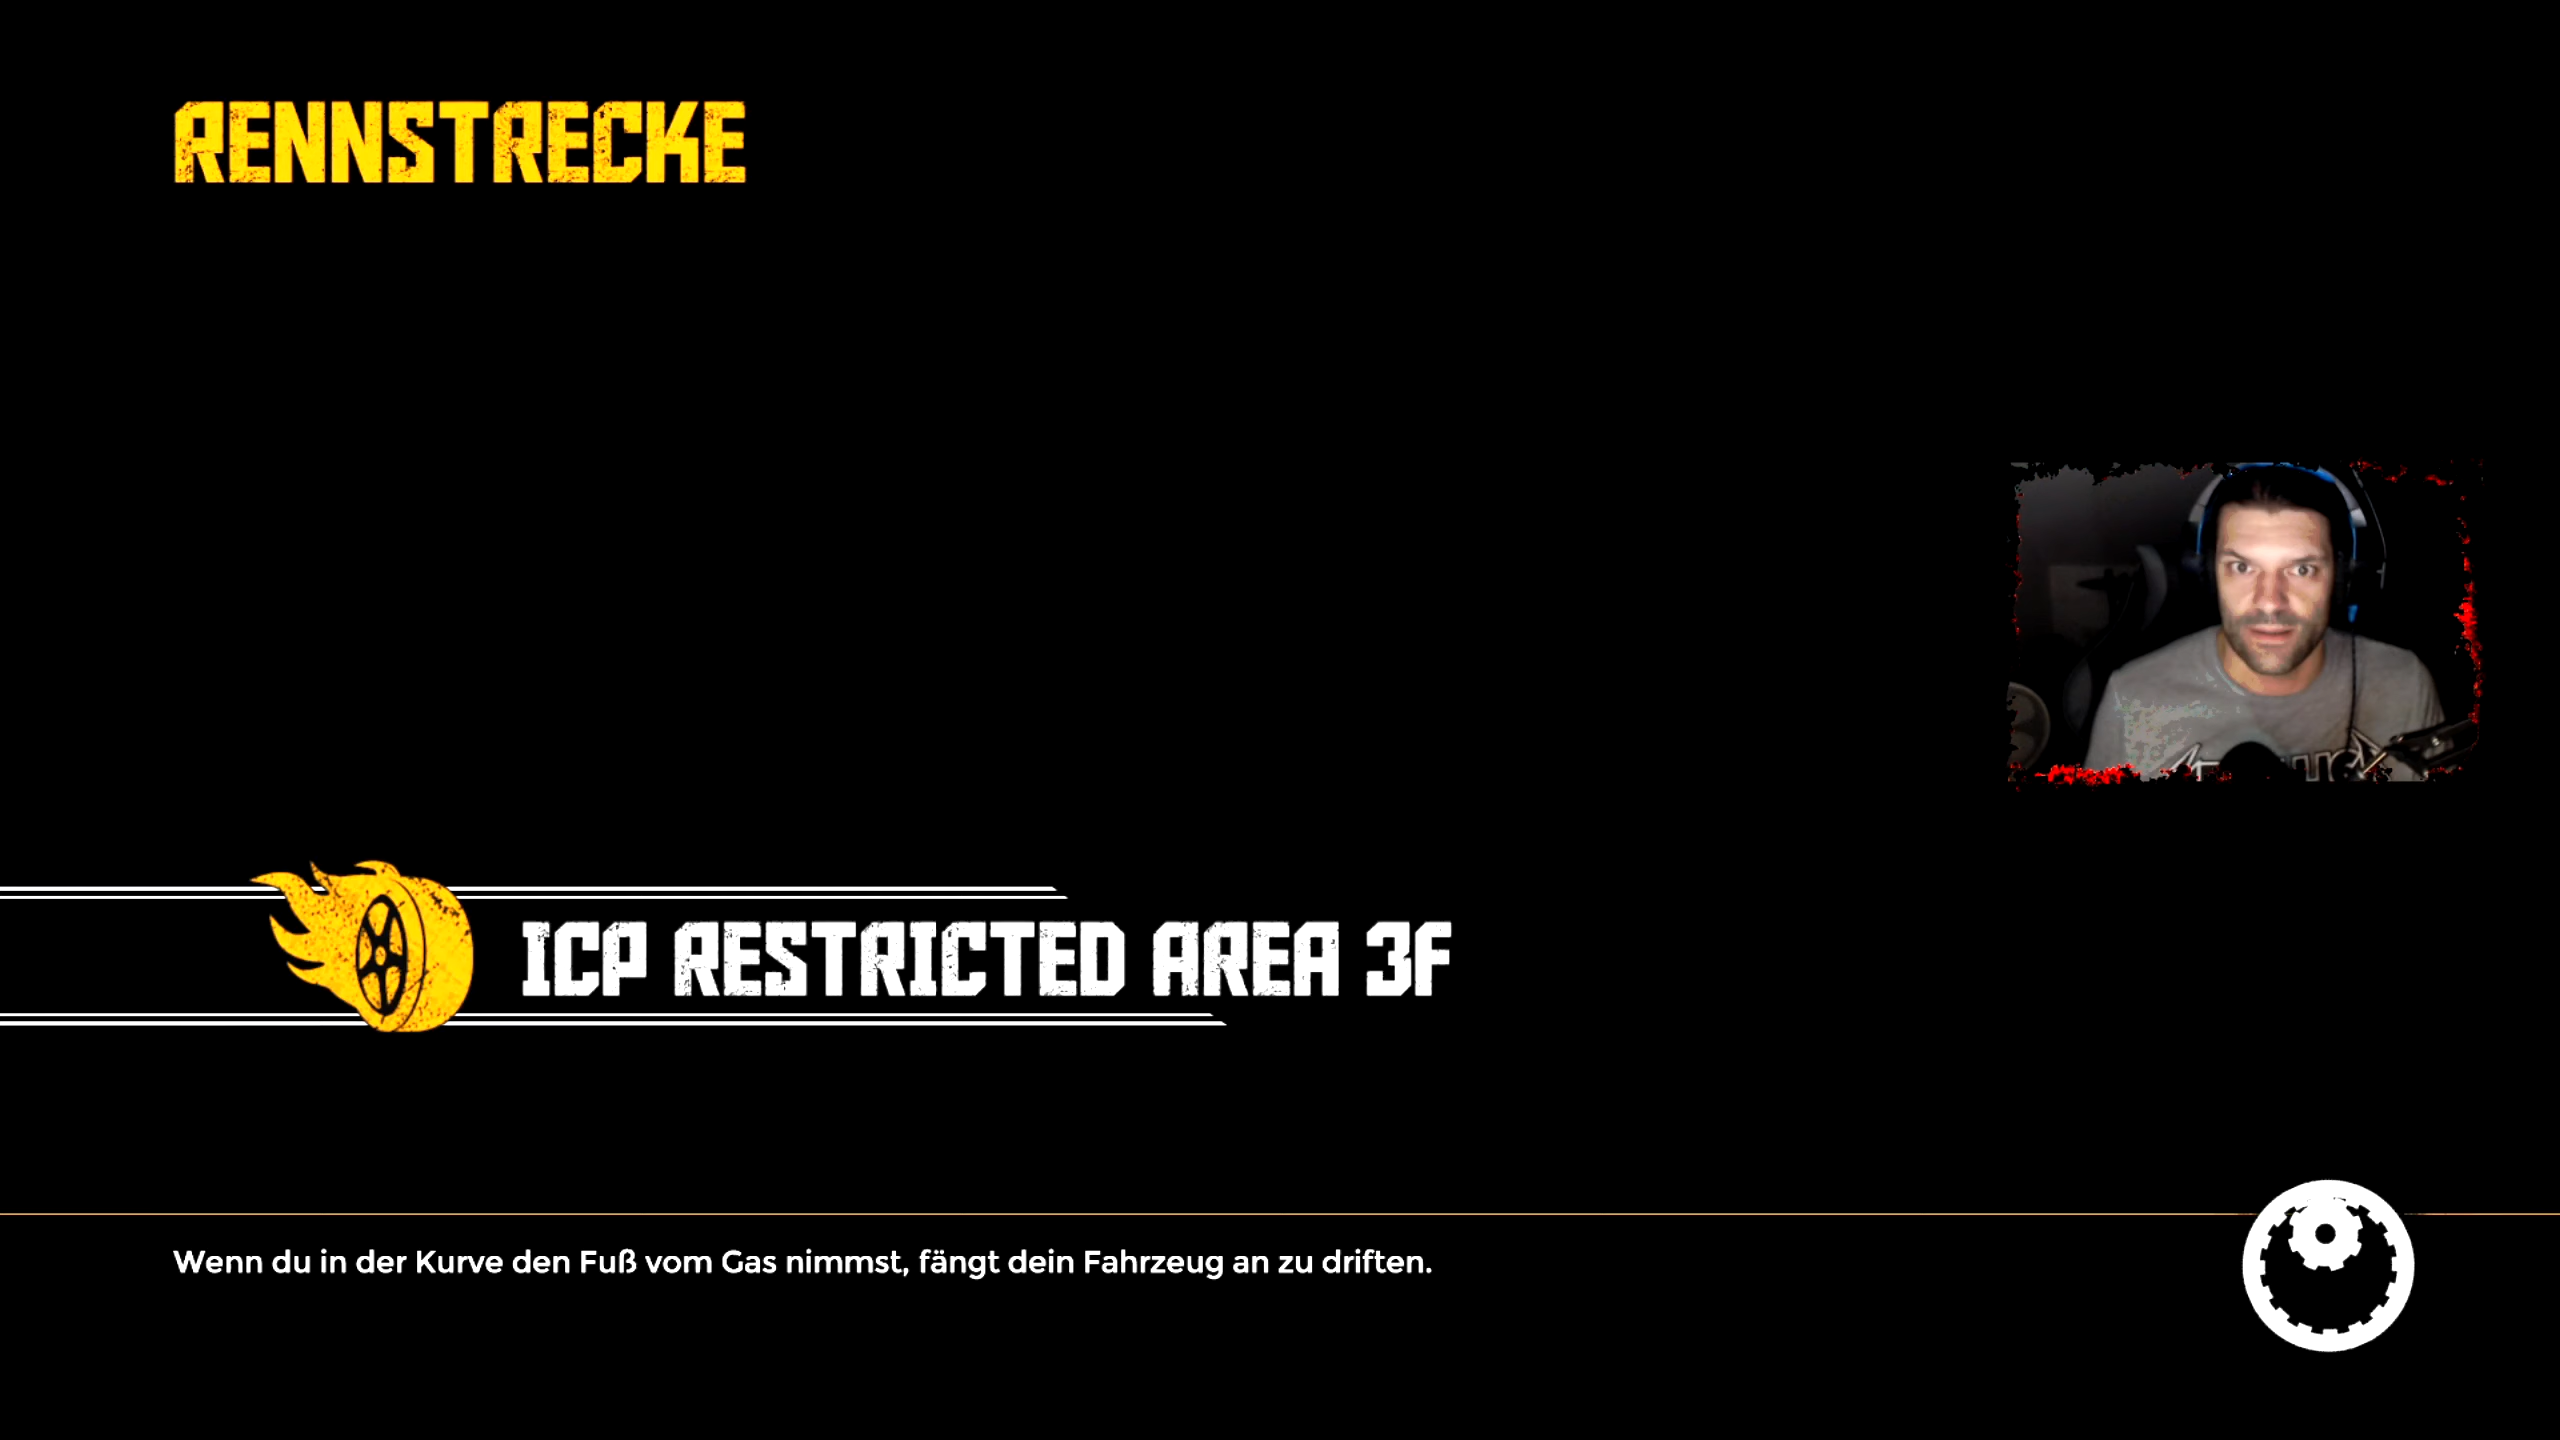 RENNSTRECKE
ICP RESTRICTED AREA 3F
Wenn du in der Kurve den Fuß vom Gas nimmst, fängt dein Fahrzeug an zu driften.